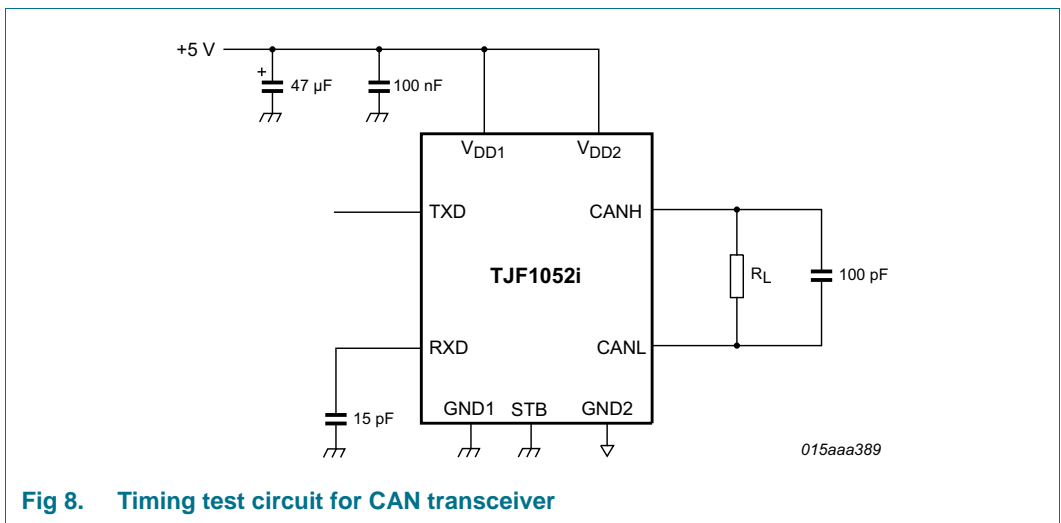 +5 V
+
47 μF
100 nF
VDD1
VDD2
TXD
CANH
TJF1052i
RL
100 pF
RXD
CANL
15 pF
GND1
STB
GND2
015aaa389
Fig 8. Timing test circuit for CAN transceiver